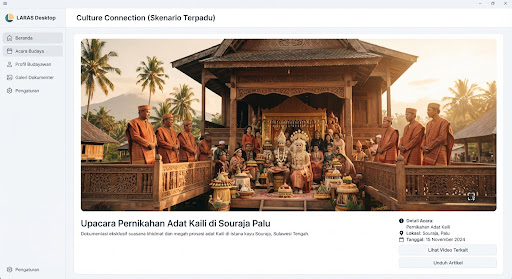 LARAS Desktop
Culture Connection (Skenario Terpadu)
Beranda
Acara Budaya
Profil Budayawan
Galeri Dokumenter
Pengaturan
Upacara Pernikahan Adat Kaili di Souraja Palu
Dokumentasi eksklusif suasana khidmat dan megah prosesi adat Kaili di istana kayu Souraja, Sulawesi Tengah.
Detail Acara:
Pernikahan Adat Kaili
Lokasi: Souraja, Palu
Tanggal: 15 November 2024
Lihat Video Terkait
Unduh Artikel
Pengaturan